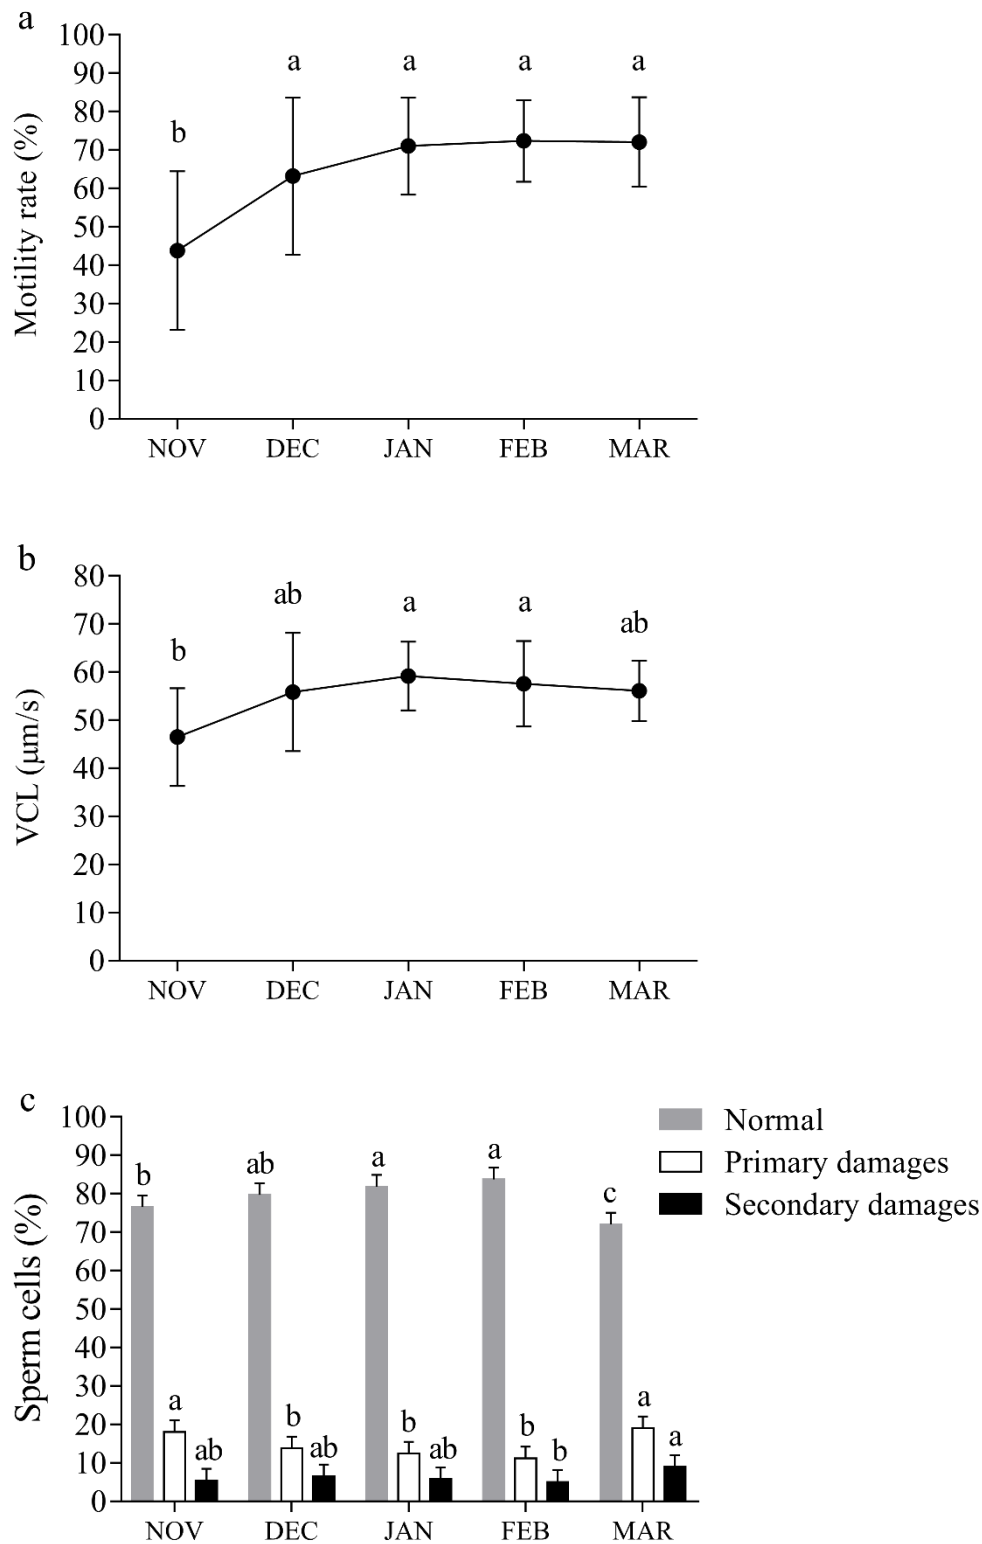 a
Motility rate (%)
100
90
80
70
60
50
40
30
20
10
0
b
a
a
a
a
NOV DEC JAN FEB MAR
b
VCL (μm/s)
80
70
60
50
40
30
20
10
0
b
ab
a
a
ab
NOV DEC JAN FEB MAR
c
Sperm cells (%)
100
90
80
70
60
50
40
30
20
10
0
b
a
ab
ab
b
ab
a
b
ab
a
b
b
c
a
a
NOV DEC JAN FEB MAR
Normal
Primary damages
Secondary damages